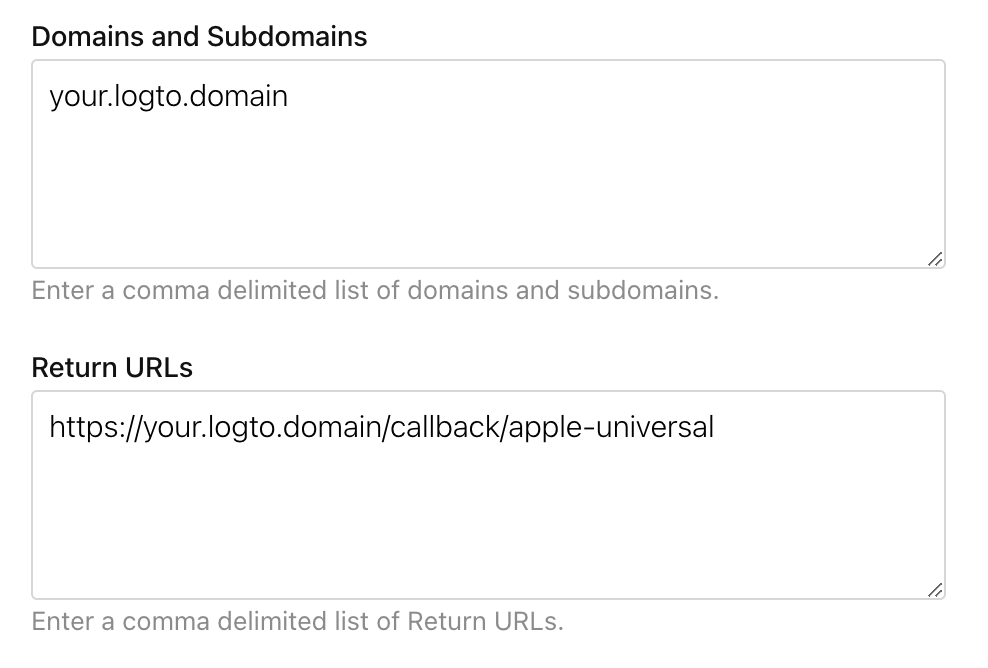 Domains and Subdomains
your.logto.domain
Enter a comma delimited list of domains and subdomains.
Return URLs
https://your.logto.domain/callback/apple-universal
Enter a comma delimited list of Return URLs.